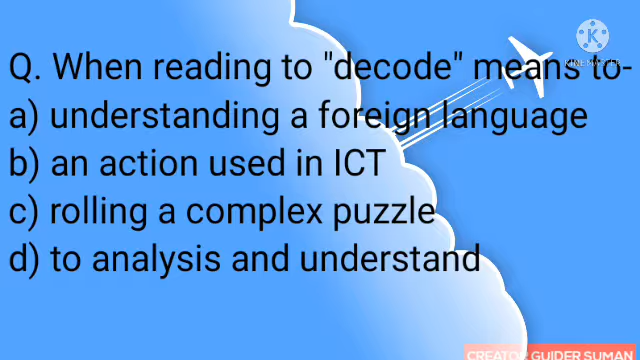 Q. When reading to "decode" means to-
a) understanding a foreign language
b) an action used in ICT
c) rolling a complex puzzle
d) to analysis and understand
K
KINEMASTER
CREATOR GUIDER SUMAN